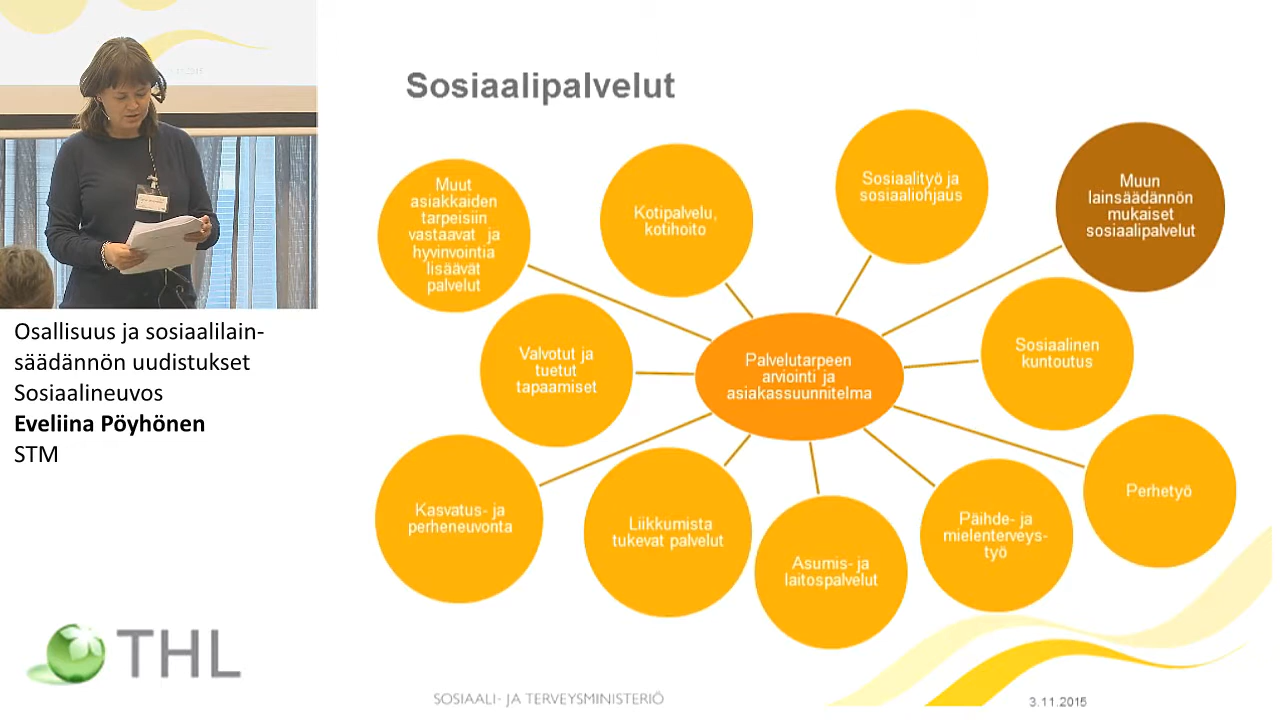 Osallisuus ja sosiaalilain-
säädännön uudistukset
Sosiaalineuvos
Eveliina Pöyhönen
STM
THL
Sosiaalipalvelut
Muut
asiakkaiden
tarpeisiin
vastaavat ja
hyvinvointia
lisäävät
palvelut
Kotipalvelu,
kotihoito
Sosiaalityö ja
sosiaaliohjaus
Muun
lainsäädännön
mukaiset
sosiaalipalvelut
Valvotut ja
tuetut
tapaamiset
Palvelutarpeen
arviointi ja
asiakassuunnitelma
Sosiaalinen
kuntoutus
Kasvatus- ja
perheneuvonta
Liikkumista
tukevat palvelut
Asumis- ja
laitospalvelut
Päihde- ja
mielenterveys-
työ
Perhetyö
SOSIAALI- JA TERVEYSMINISTERIÖ
3.11.2015